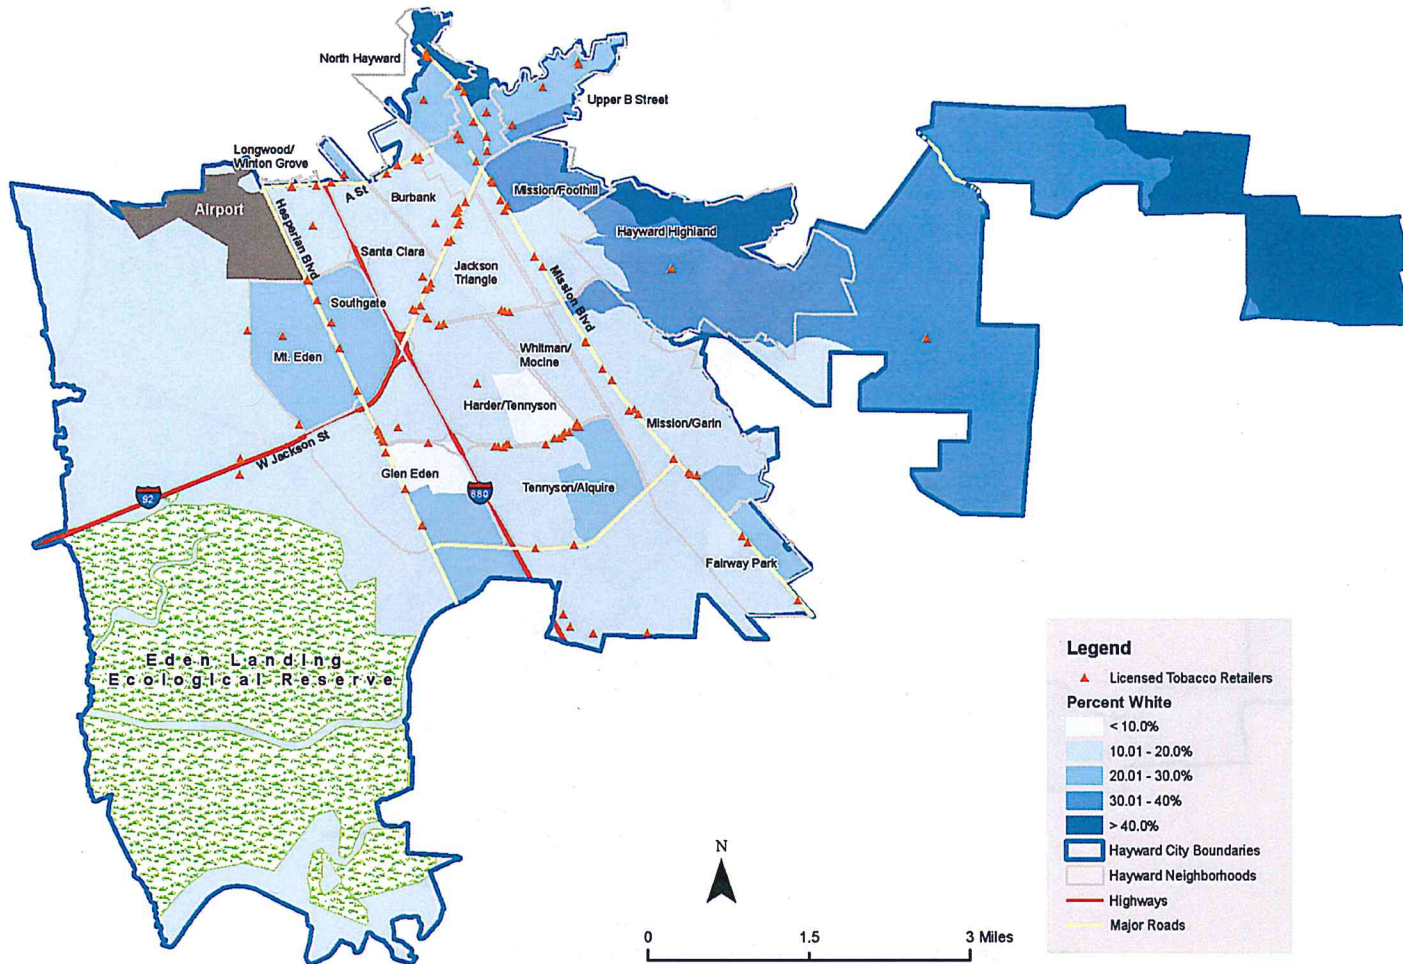 North Hayward
Upper B Street
Longwood/
Winton Grove
A St
Burbank
Mission/Foothill
Airport
Hesperian Blvd
Santa Clara
Hayward Highland
Jackson
Triangle
Mission Blvd
Southgate
Mt. Eden
Whitman/
Mocine
Harder/Tennyson
Mission/Garin
W Jackson St
Glen Eden
Tennyson/Alquire
92
880
Fairway Park
Eden Landing
Ecological Reserve
Legend
Licensed Tobacco Retailers
Percent White
< 10.0%
10.01 - 20.0%
20.01 - 30.0%
30.01 - 40%
> 40.0%
Hayward City Boundaries
Hayward Neighborhoods
Highways
Major Roads
N
0 1.5 3 Miles